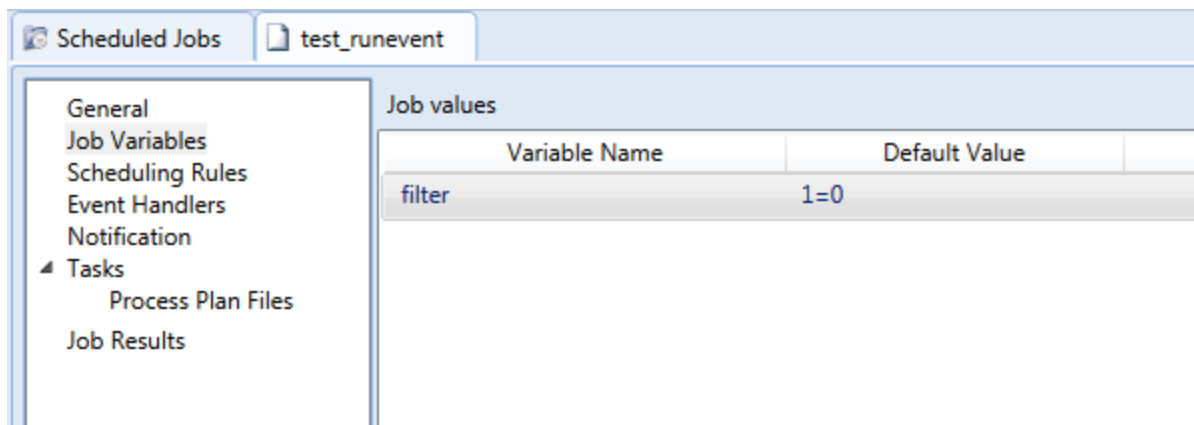 Scheduled Jobs test_runevent
General
Job Variables
Scheduling Rules
Event Handlers
Notification
Tasks
Process Plan Files
Job Results
Job values
Variable Name Default Value
filter 1=0